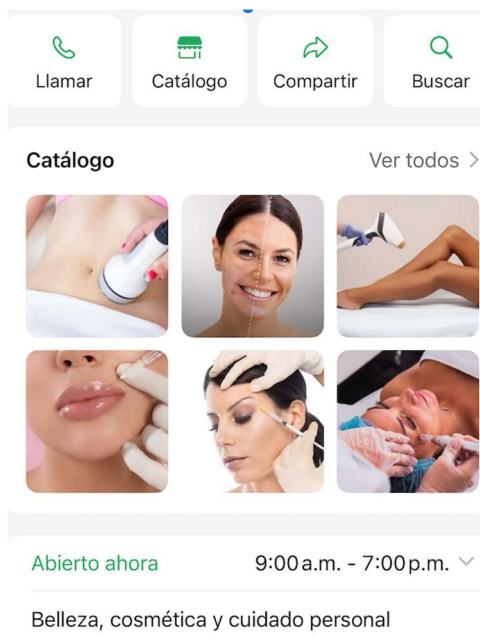 Llamar
Catálogo
Compartir
Buscar
Catálogo
Ver todos
Abierto ahora
9:00 a.m. - 7:00 p.m.
Belleza, cosmética y cuidado personal